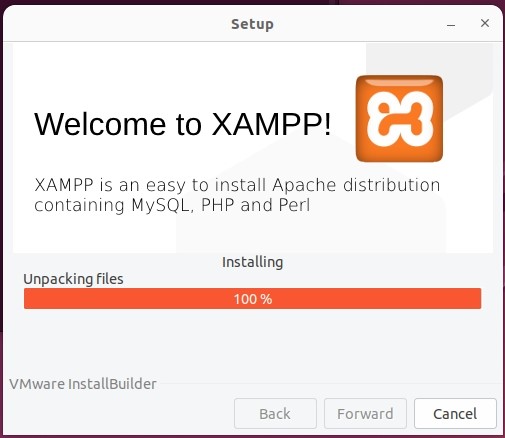 Setup
Welcome to XAMPP!
XAMPP is an easy to install Apache distribution
containing MySQL, PHP and Perl
Installing
Unpacking files
100 %
VMware InstallBuilder
Back
Forward
Cancel